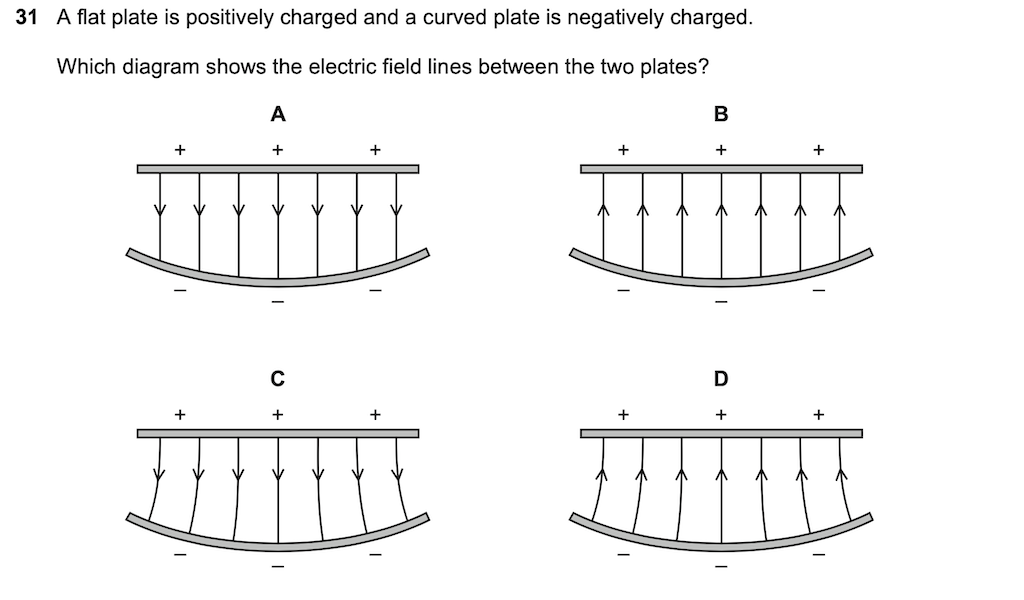 31 A flat plate is positively charged and a curved plate is negatively charged.
Which diagram shows the electric field lines between the two plates?
A B
+ + + + + +
– – – –
– –
C D
+ + + + + +
– – – –
– –